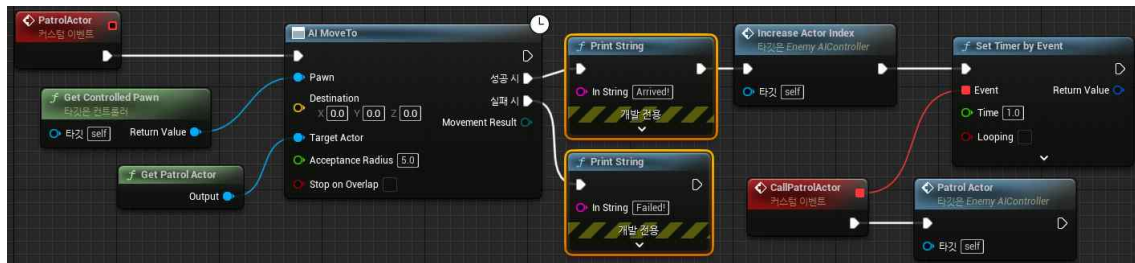 PatrolActor
커스텀 이벤트
f Get Controlled Pawn
타깃은 컨트롤러
타깃 self Return Value
f Get Patrol Actor
Output
AI MoveTo
Pawn
성공 시
Destination
X 0.0 Y 0.0 Z 0.0
실패 시
Movement Result
Target Actor
Acceptance Radius 5.0
Stop on Overlap
f Print String
In String Arrived!
개발 전용
f Print String
In String Failed!
개발 전용
Increase Actor Index
타깃은 Enemy AIController
타깃 self
f Set Timer by Event
Event Return Value
Time 1.0
Looping
CallPatrolActor
커스텀 이벤트
Patrol Actor
타깃은 Enemy AIController
타깃 self